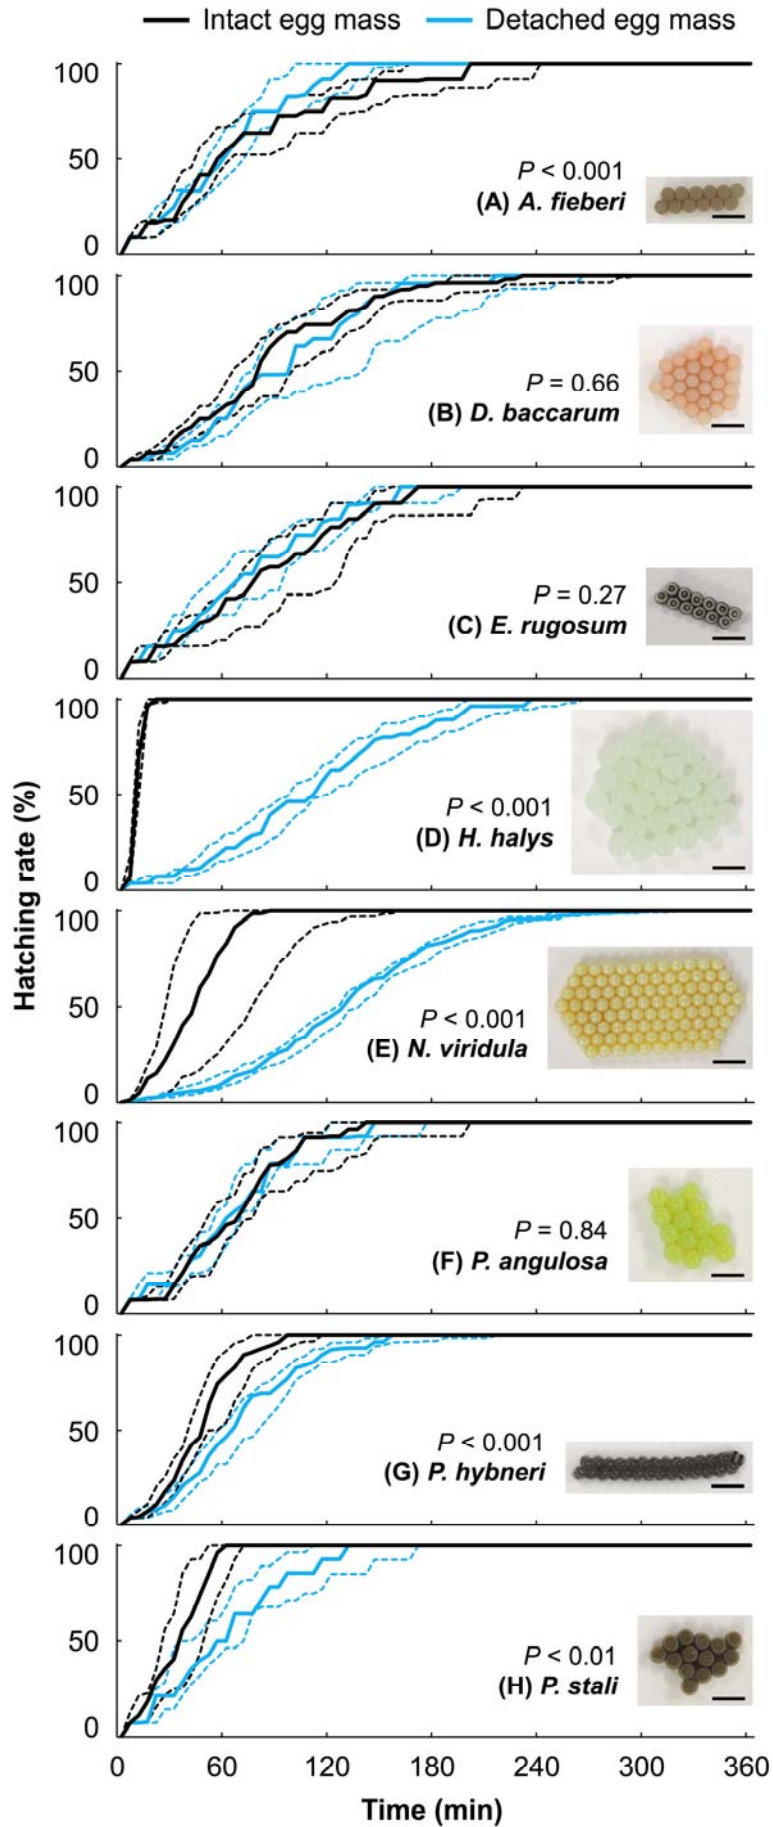 Intact egg mass Detached egg mass
100
50
0
P < 0.001
(A) A. fieberi
100
50
0
P = 0.66
(B) D. baccarum
100
50
0
P = 0.27
(C) E. rugosum
100
50
0
P < 0.001
(D) H. halys
Hatching rate (%)
100
50
0
P < 0.001
(E) N. viridula
100
50
0
P = 0.84
(F) P. angulosa
100
50
0
P < 0.001
(G) P. hybneri
100
50
0
P < 0.01
(H) P. stali
0 60 120 180 240 300 360
Time (min)